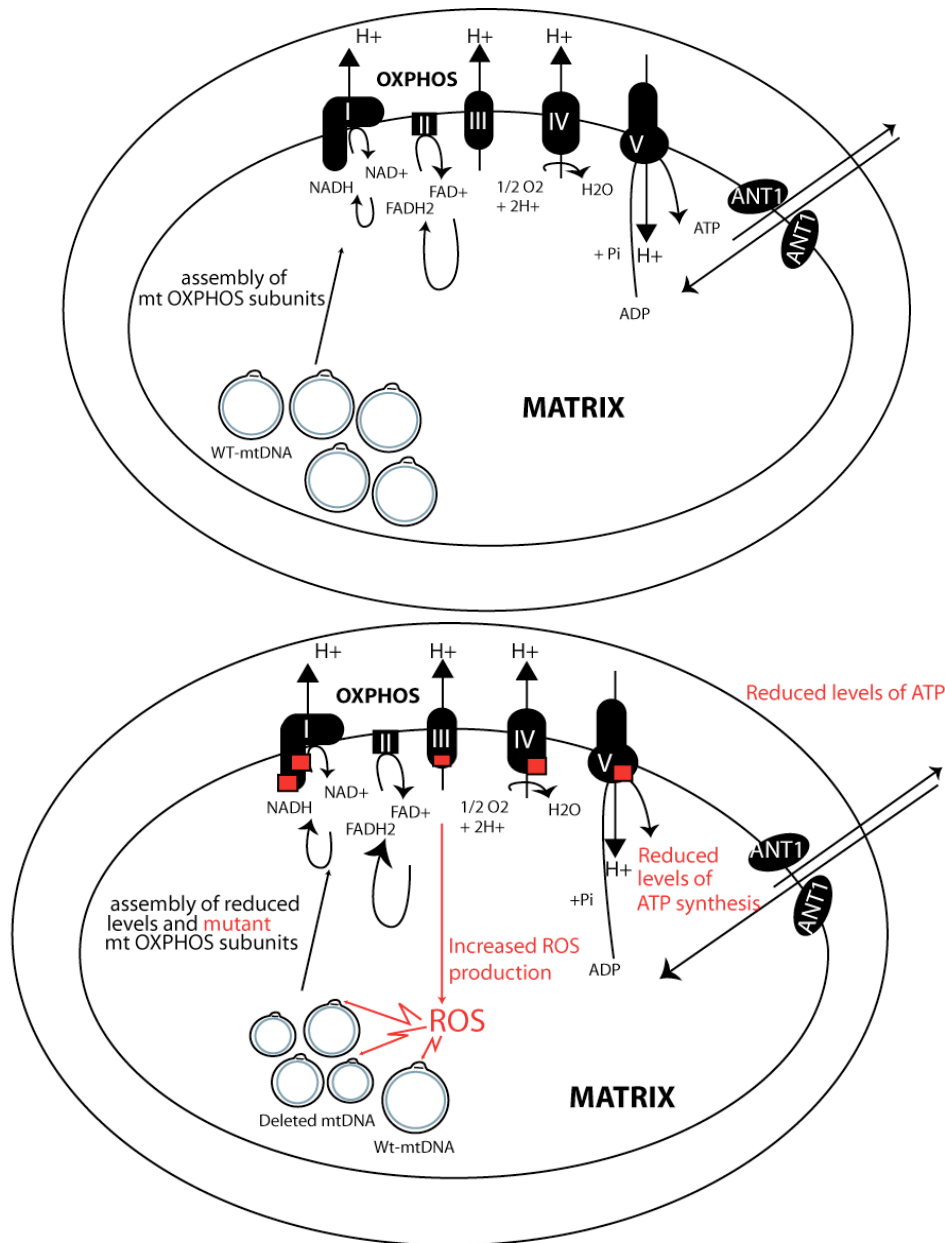 H+
H+
H+
OXPHOS
I
II
III
IV
V
NAD+
NADH
FAD+
FADH2
1/2 O2
+ 2H+
H2O
ATP
+ Pi
H+
ADP
ANT1
ANT1
assembly of
mt OXPHOS subunits
WT-mtDNA
MATRIX
H+
H+
H+
OXPHOS
Reduced levels of ATP
I
II
III
IV
V
NAD+
NADH
FAD+
FADH2
1/2 O2
+ 2H+
H2O
H+
Reduced
levels of
ATP synthesis
+Pi
ADP
ANT1
ANT1
assembly of reduced
levels and mutant
mt OXPHOS subunits
Increased ROS
production
ROS
Deleted mtDNA
Wt-mtDNA
MATRIX